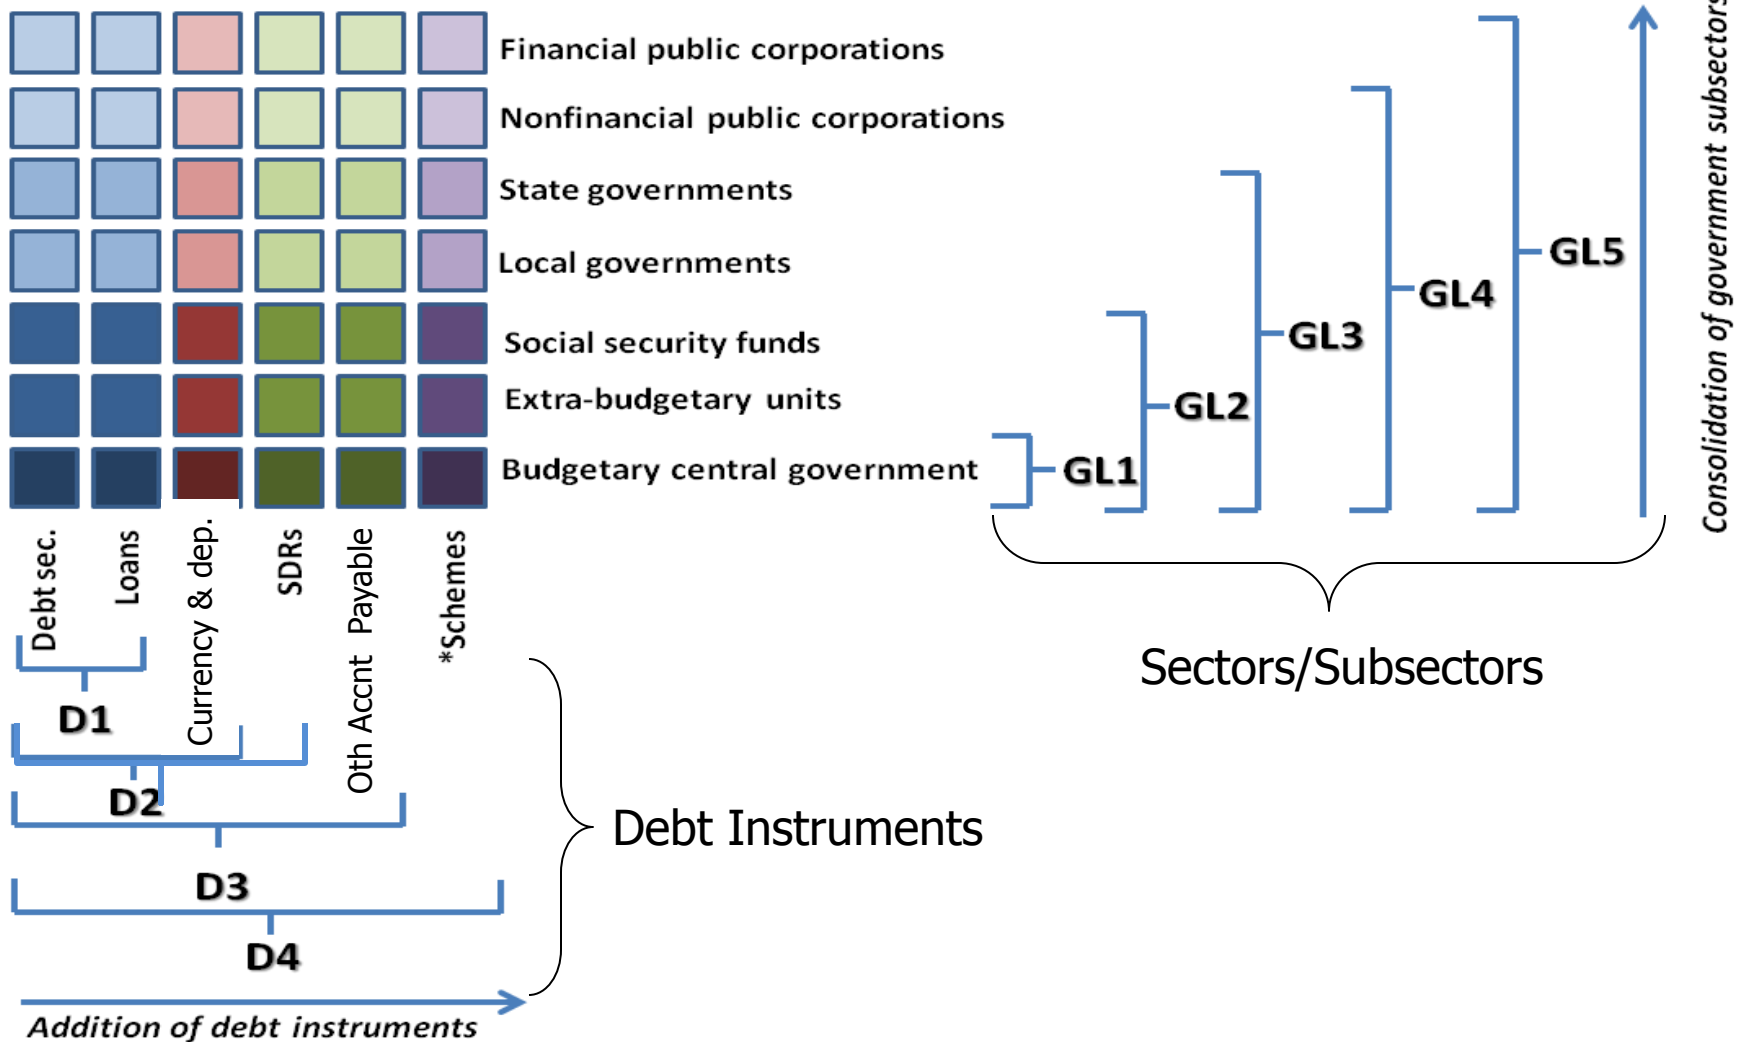 Financial public corporations
Nonfinancial public corporations
State governments
Local governments
Social security funds
Extra-budgetary units
Budgetary central government
GL1
GL2
GL3
GL4
GL5
Consolidation of government subsectors
Sectors/Subsectors
Debt sec.
Loans
Currency & dep.
SDRs
Oth Accnt Payable
*Schemes
D1
D2
D3
D4
Debt Instruments
Addition of debt instruments